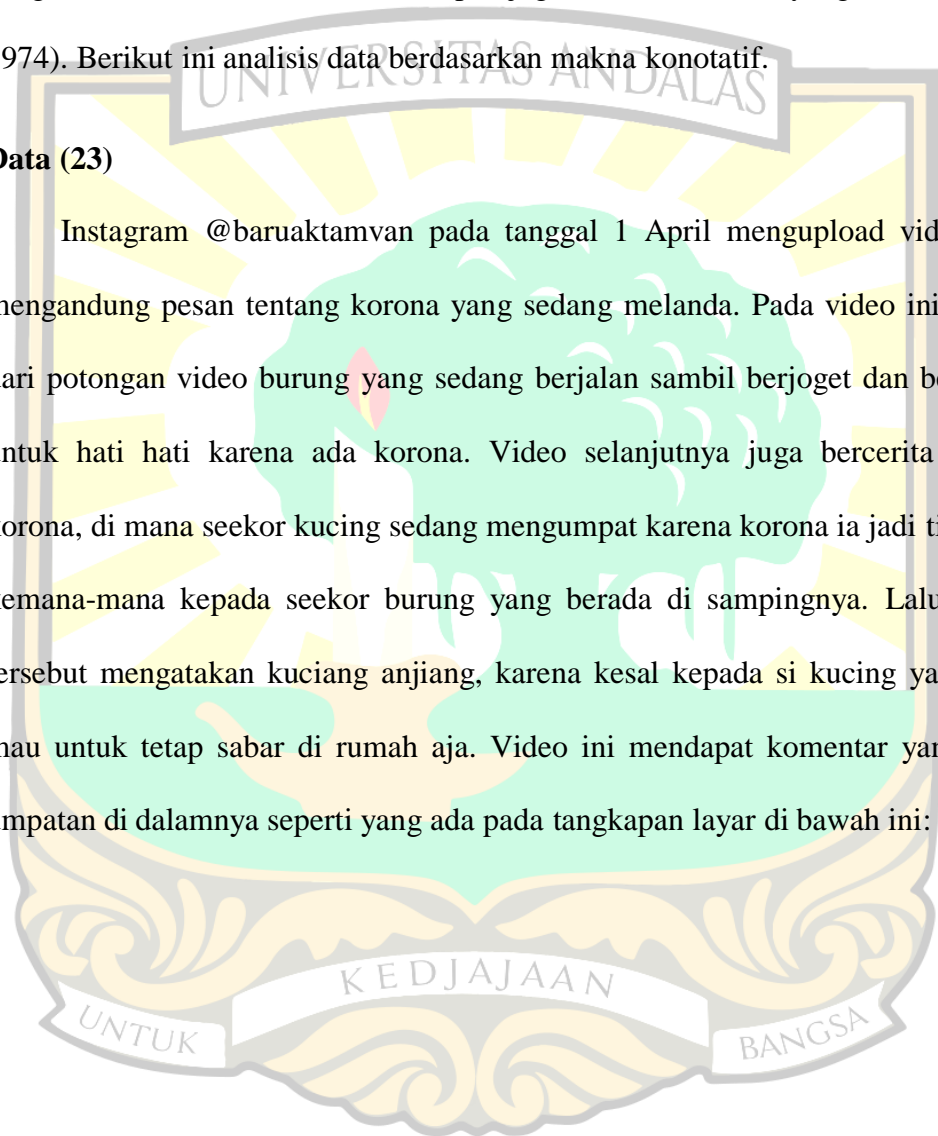 974). Berikut ini analisis data berdasarkan makna konotatif.
UNIVERSITAS ANDALAS
Data (23)
Instagram @baruaktamvan pada tanggal 1 April mengupload vid
mengandung pesan tentang korona yang sedang melanda. Pada video ini
dari potongan video burung yang sedang berjalan sambil berjoget dan be
untuk hati hati karena ada korona. Video selanjutnya juga bercerita
korona, di mana seekor kucing sedang mengumpat karena korona ia jadi ti
kemana-mana kepada seekor burung yang berada di sampingnya. Lalu
tersebut mengatakan kuciang anjiang, karena kesal kepada si kucing ya
mau untuk tetap sabar di rumah aja. Video ini mendapat komentar yan
umpatan di dalamnya seperti yang ada pada tangkapan layar di bawah ini:
UNTUK KEDJAJAAN BANGSA